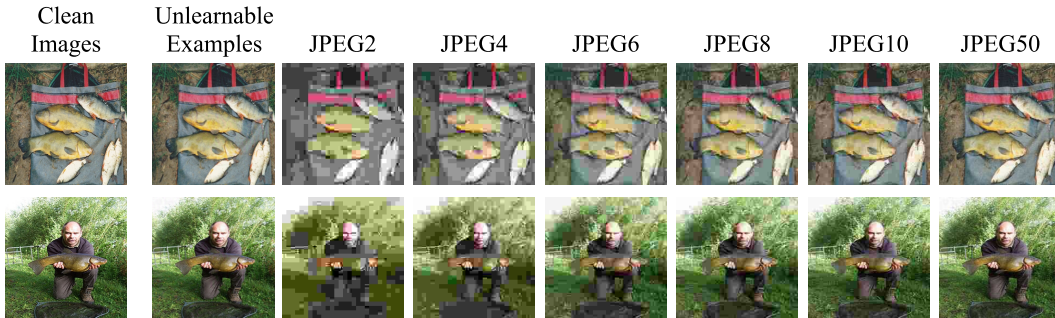 Clean
Images
Unlearnable
Examples
JPEG2
JPEG4
JPEG6
JPEG8
JPEG10
JPEG50